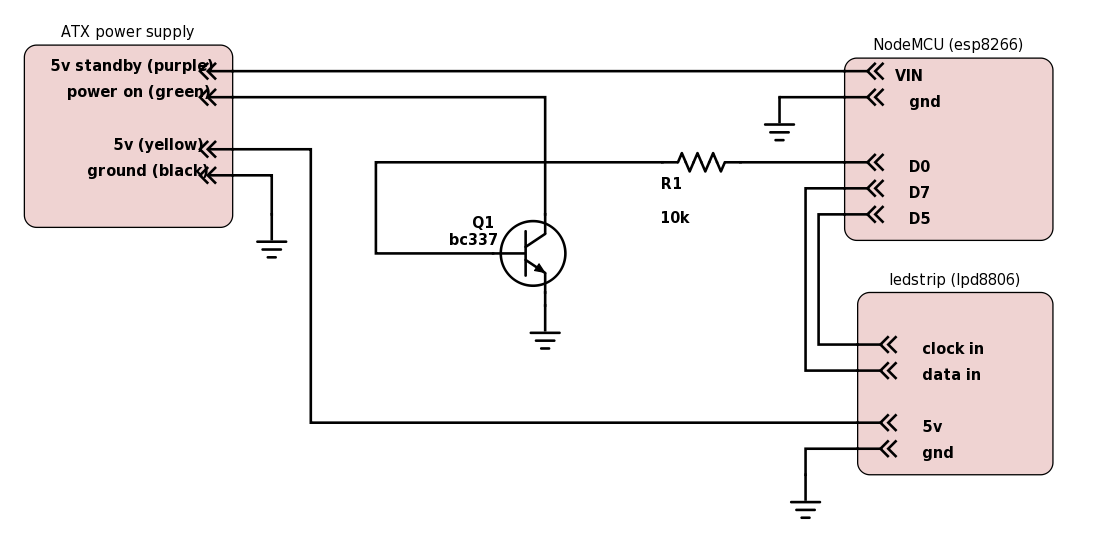 ATX power supply
5v standby (purple)
power on (green)
5v (yellow)
ground (black)
Q1
bc337
R1
10k
NodeMCU (esp8266)
VIN
gnd
D0
D7
D5
ledstrip (lpd8806)
clock in
data in
5v
gnd